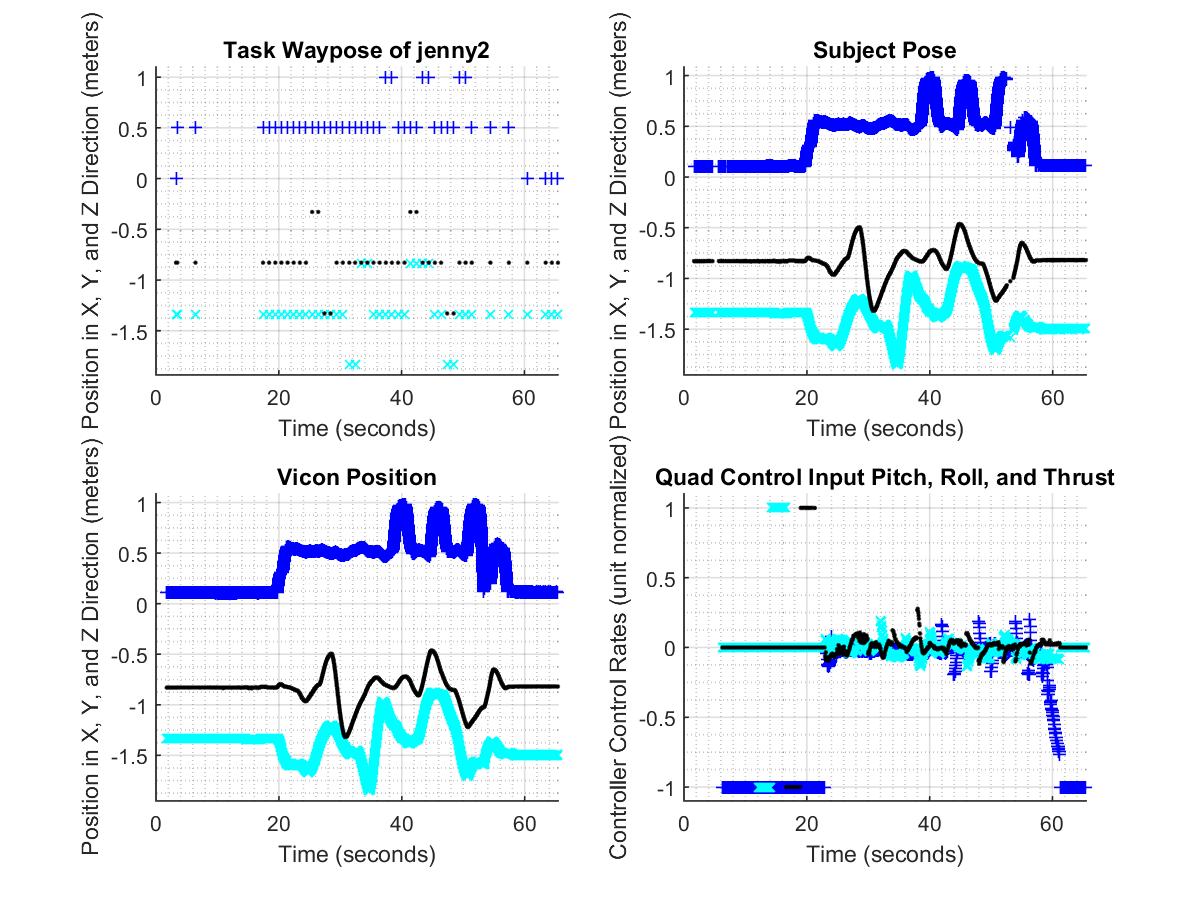 Task Waypose of jenny2
Position in X, Y, and Z Direction (meters)
1
0.5
0
-0.5
-1
-1.5
0 20 40 60
Time (seconds)
Subject Pose
Position in X, Y, and Z Direction (meters)
1
0.5
0
-0.5
-1
-1.5
0 20 40 60
Time (seconds)
Vicon Position
Position in X, Y, and Z Direction (meters)
1
0.5
0
-0.5
-1
-1.5
0 20 40 60
Time (seconds)
Quad Control Input Pitch, Roll, and Thrust
Controller Control Rates (unit normalized)
1
0.5
0
-0.5
-1
0 20 40 60
Time (seconds)